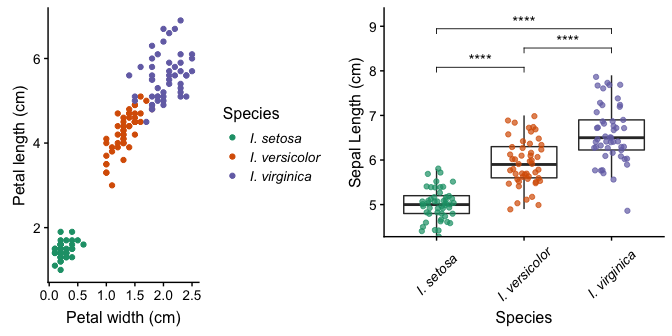 Petal length (cm)
6
4
2
0.0 0.5 1.0 1.5 2.0 2.5
Petal width (cm)
Species
I. setosa
I. versicolor
I. virginica
Sepal Length (cm)
9
8
7
6
5
****
****
****
I. setosa
I. versicolor
I. virginica
Species